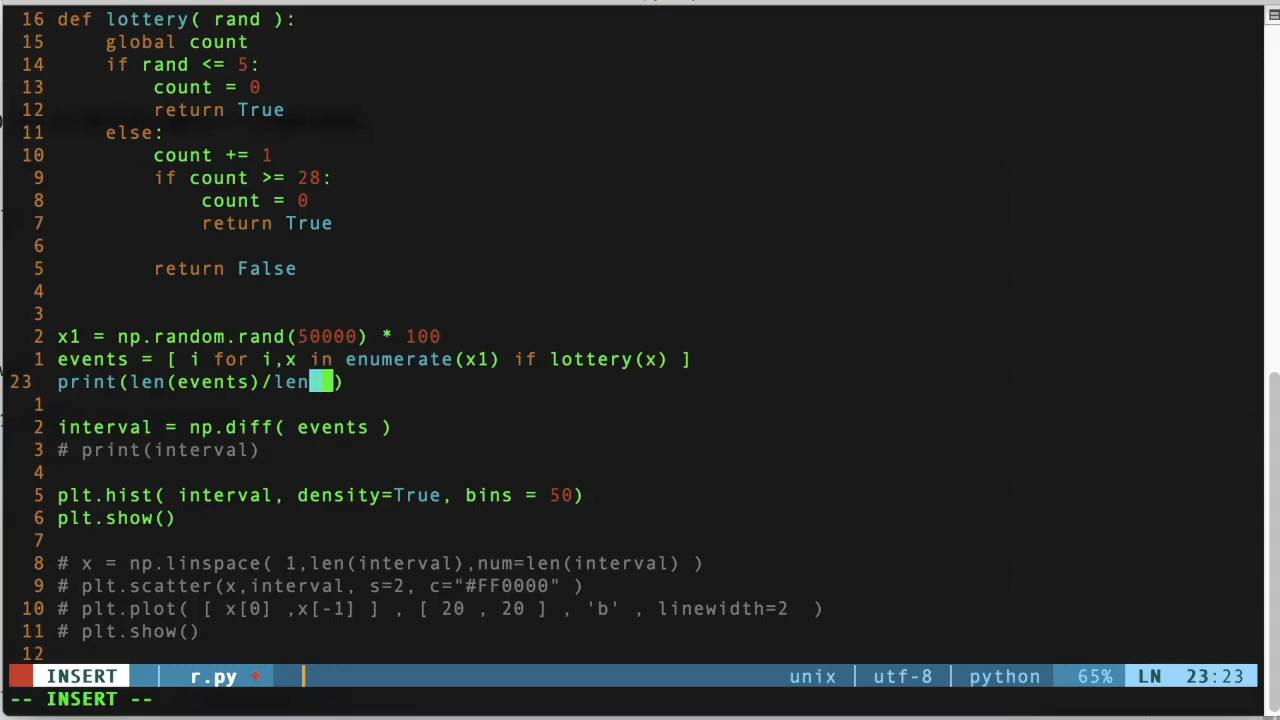 16 def lottery( rand ):
15     global count
14     if rand <= 5:
13         count = 0
12         return True
11     else:
10         count += 1
9         if count >= 28:
8             count = 0
7             return True
6
5         return False
4
3
2 x1 = np.random.rand(50000) * 100
1 events = [ i for i,x in enumerate(x1) if lottery(x) ]
23 print(len(events)/len())
1
2 interval = np.diff( events )
3 # print(interval)
4
5 plt.hist( interval, density=True, bins = 50)
6 plt.show()
7
8 # x = np.linspace( 1,len(interval),num=len(interval) )
9 # plt.scatter(x,interval, s=2, c="#FF0000" )
10 # plt.plot( [ x[0] ,x[-1] ] , [ 20 , 20 ] , 'b' , linewidth=2  )
11 # plt.show()
12
INSERT r.py + unix | utf-8 | python 65% LN 23:23
-- INSERT --